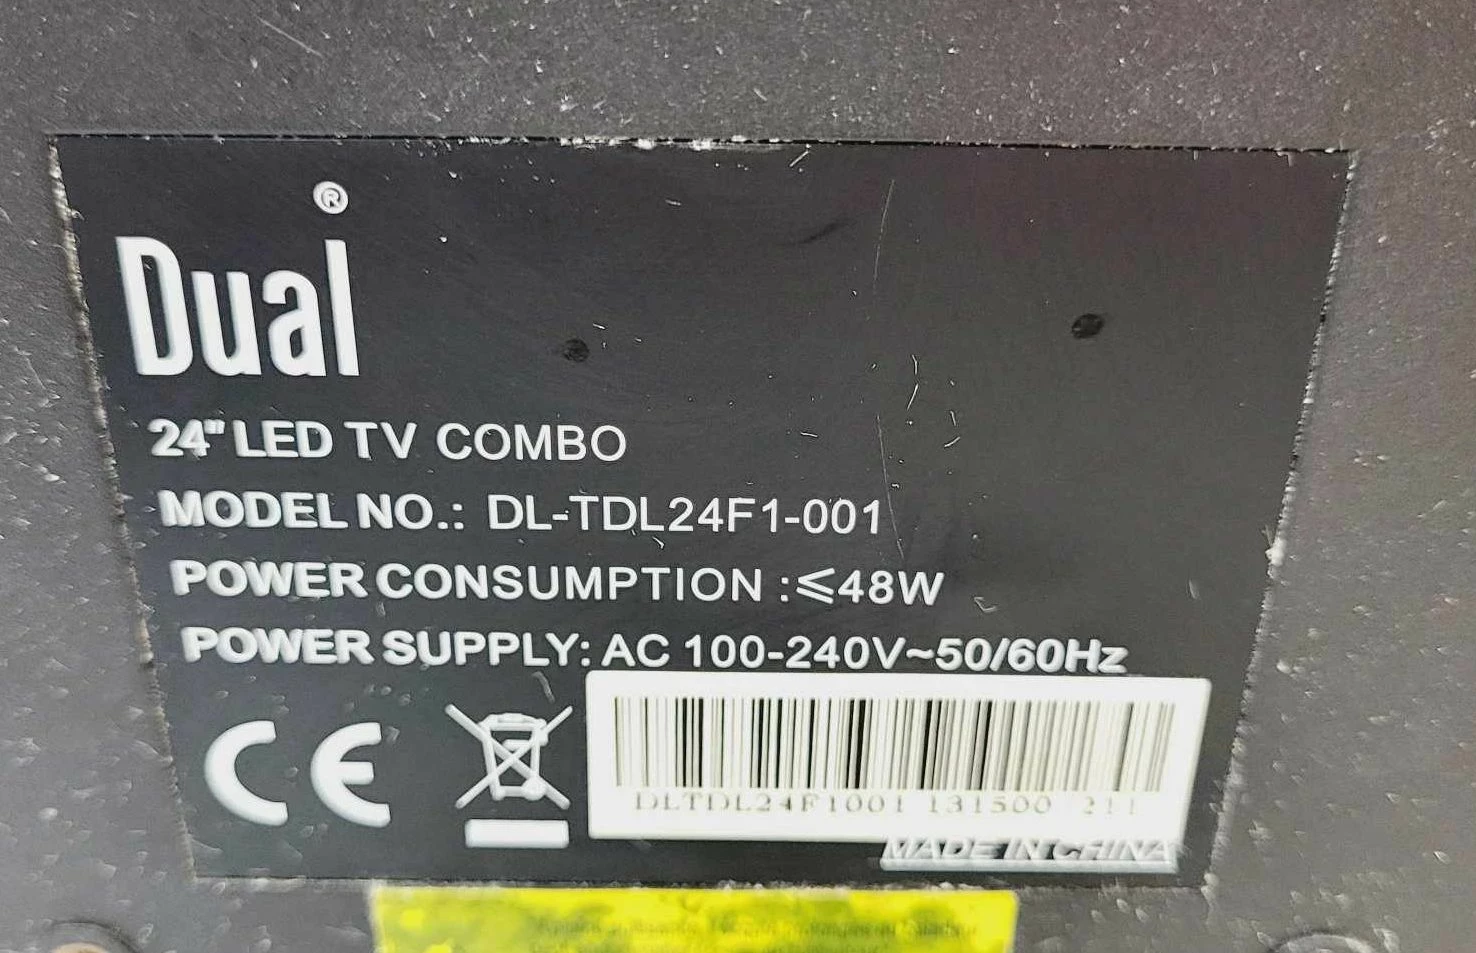 Dual®
24" LED TV COMBO
MODEL NO.: DL-TDL24F1-001
POWER CONSUMPTION :≤48W
POWER SUPPLY: AC 100-240V~50/60Hz
CE
DLTDL24F1001 131500 211
MADE IN CHINA